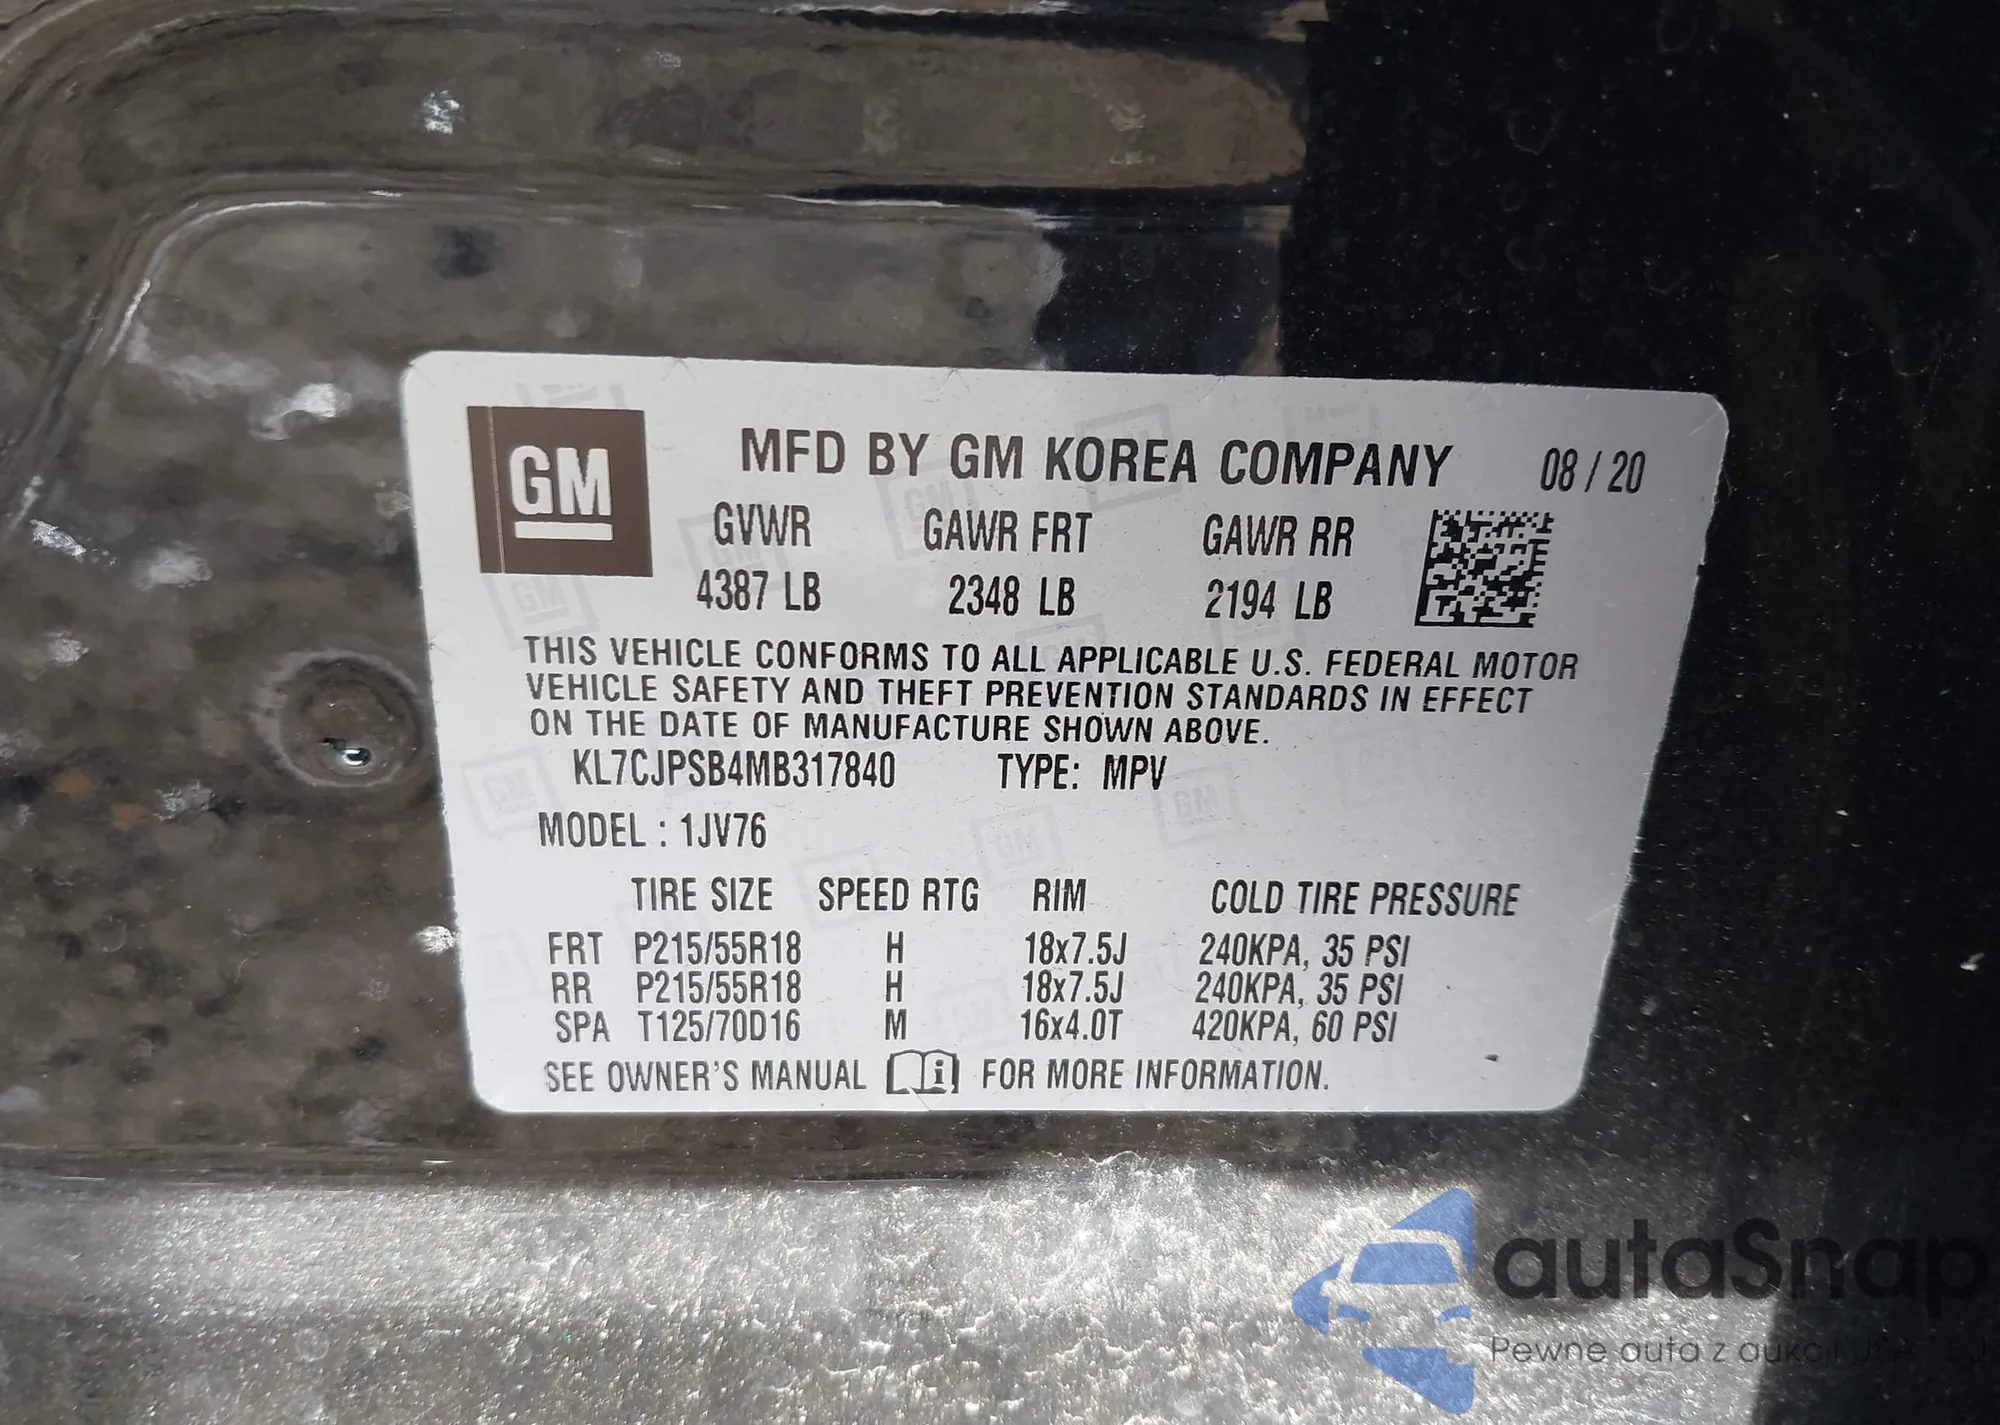 GM
MFD BY GM KOREA COMPANY 08 / 20
GVWR GAWR FRT GAWR RR
4387 LB 2348 LB 2194 LB
THIS VEHICLE CONFORMS TO ALL APPLICABLE U.S. FEDERAL MOTOR
VEHICLE SAFETY AND THEFT PREVENTION STANDARDS IN EFFECT
ON THE DATE OF MANUFACTURE SHOWN ABOVE.
KL7CJPSB4MB317840 TYPE: MPV
MODEL : 1JV76
TIRE SIZE SPEED RTG RIM COLD TIRE PRESSURE
FRT P215/55R18 H 18x7.5J 240KPA, 35 PSI
RR P215/55R18 H 18x7.5J 240KPA, 35 PSI
SPA T125/70D16 M 16x4.0T 420KPA, 60 PSI
SEE OWNER'S MANUAL i FOR MORE INFORMATION.
autaSnap
Pewne auta z aukcji USA